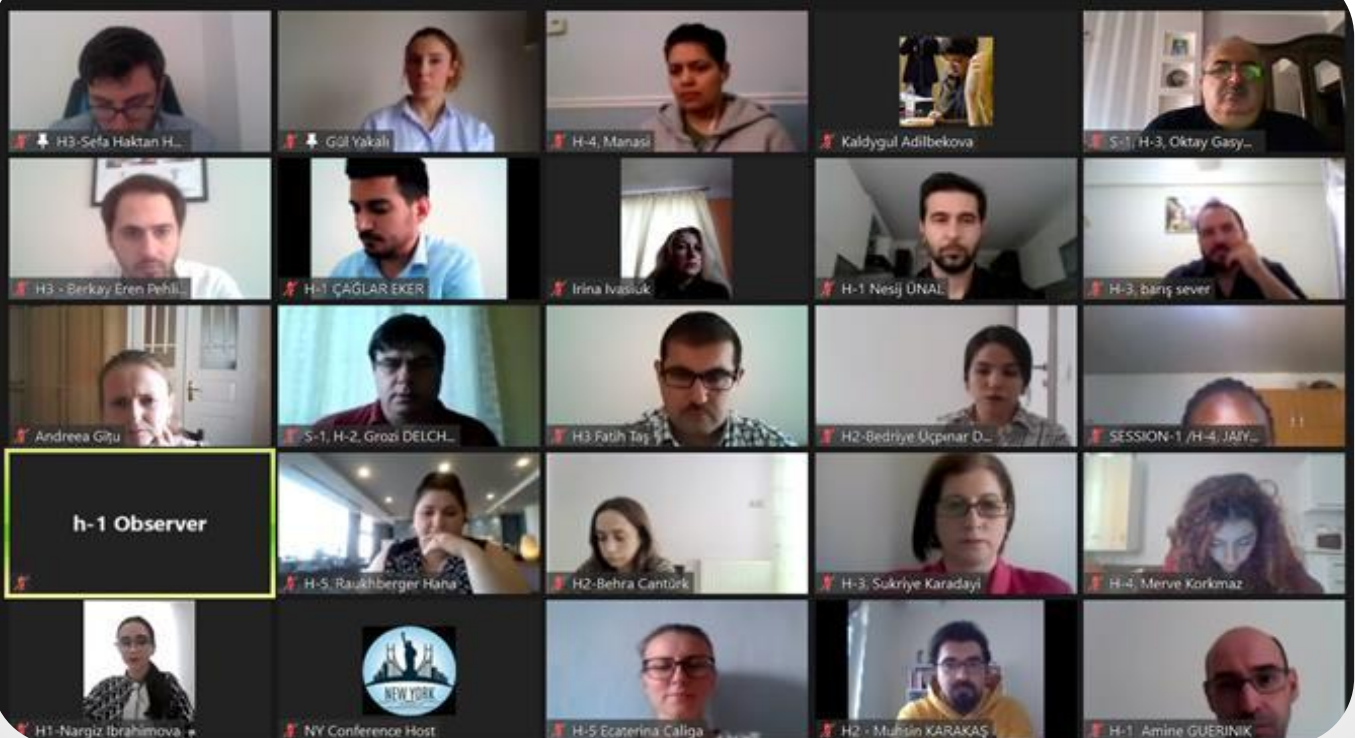 H3-Sefa Haktan H...
Gül Yakalı
H-4, Manasi
Kaldygul Adilbekova
S-1, H-3, Oktay Gasy...
H3 - Berkay Eren Pehli...
H-1 ÇAĞLAR EKER
Irina Ivasiuk
H-1 Nesij ÜNAL
H-3, barış sever
Andreea Gîțu
S-1, H-2, Grozi DELCH...
H3 Fatih Taş
H2-Bedriye Üçpınar D...
SESSION-1 /H-4, JAIY...
h-1 Observer
H-5, Raukhberger Hana
H2-Behra Cantürk
H-3, Sukriye Karadayi
H-4, Merve Korkmaz
H1-Nargiz Ibrahimova
NEW YORK
NY Conference Host
H-5 Ecaterina Caliga
H2 - Muhsin KARAKAŞ
H-1 Amine GUERINIK